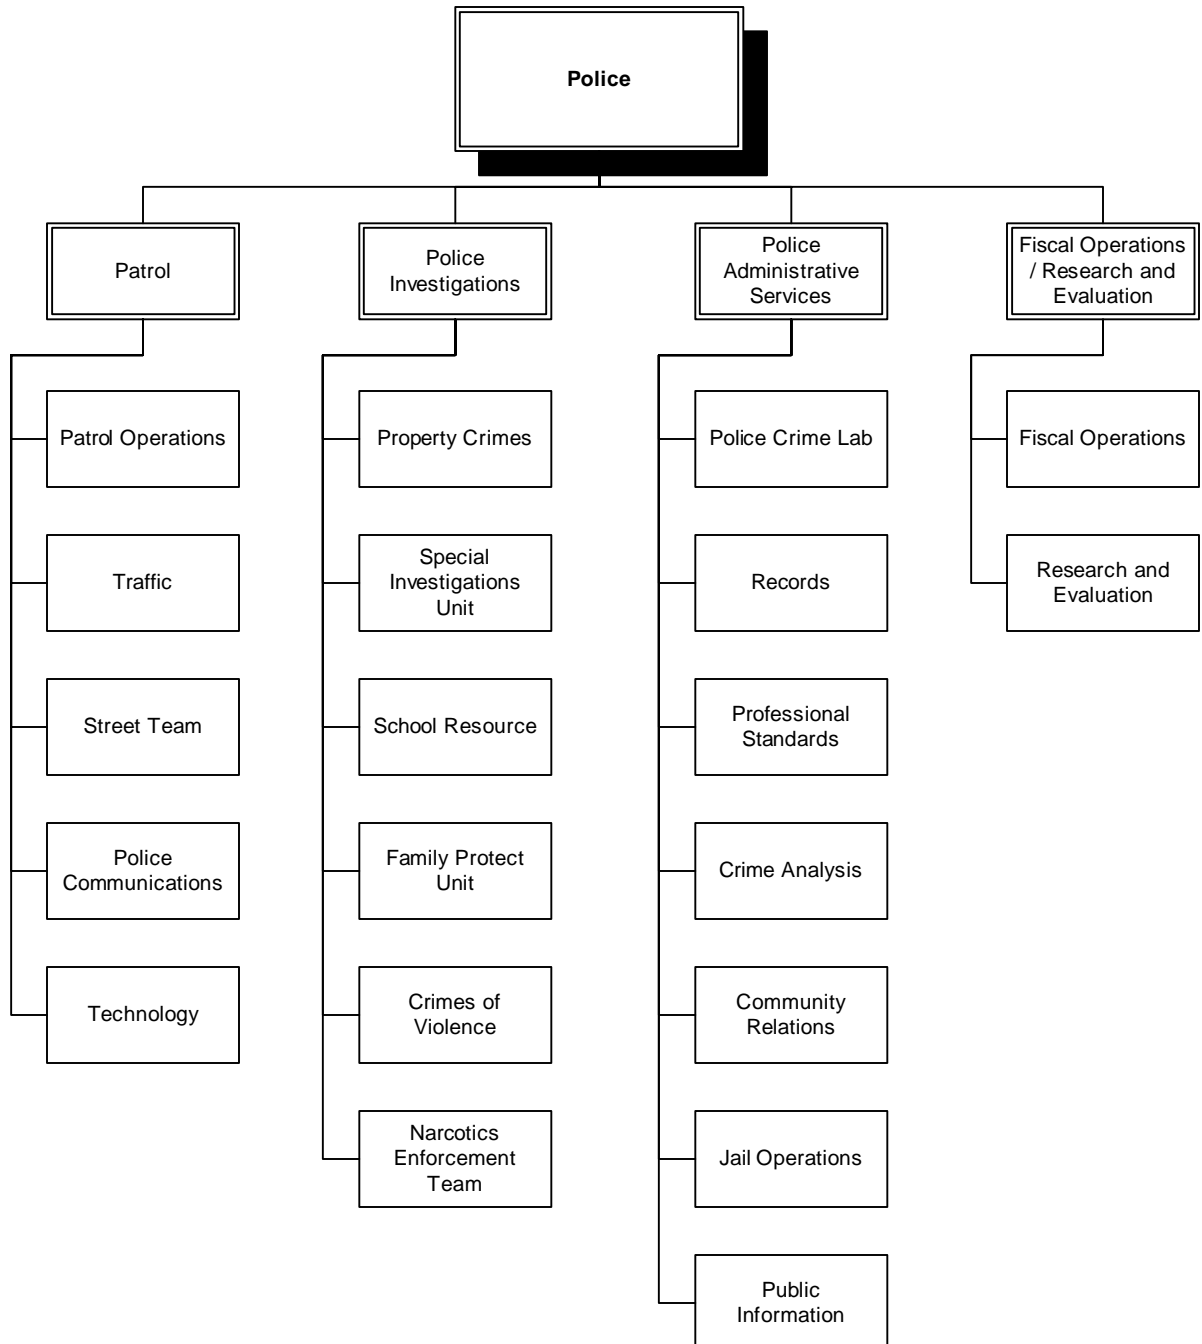 Police
Patrol
Police
Investigations
Police
Administrative
Services
Fiscal Operations
/ Research and
Evaluation
Patrol Operations
Traffic
Street Team
Police
Communications
Technology
Property Crimes
Special
Investigations
Unit
School Resource
Family Protect
Unit
Crimes of
Violence
Narcotics
Enforcement
Team
Police Crime Lab
Records
Professional
Standards
Crime Analysis
Community
Relations
Jail Operations
Public
Information
Fiscal Operations
Research and
Evaluation